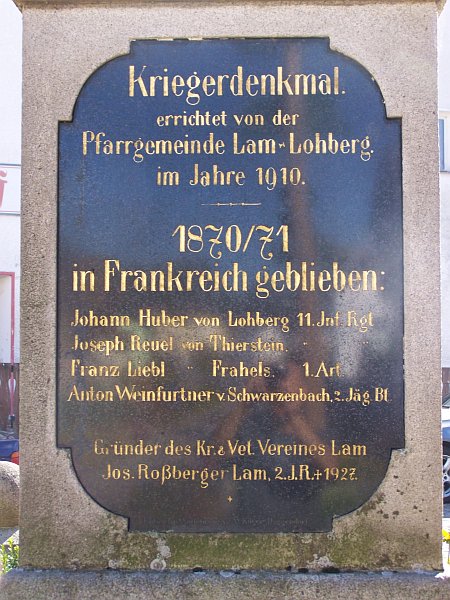 Kriegerdenkmal.
errichtet von der
Pfarrgemeinde Lam-Lohberg.
im Jahre 1910.
1870/71
in Frankreich geblieben:
Johann Huber von Lohberg 11. Jnf. Rgt
Joseph Reuel von Thierstein, " "
Franz Liebl " Frahels, 1. Art "
Anton Weinfurtner v. Schwarzenbach, 2. Jäg Bt.
Gründer des Kr. & Vet. Vereines Lam
Jos. Roßberger Lam, 2. J.R. + 1927.